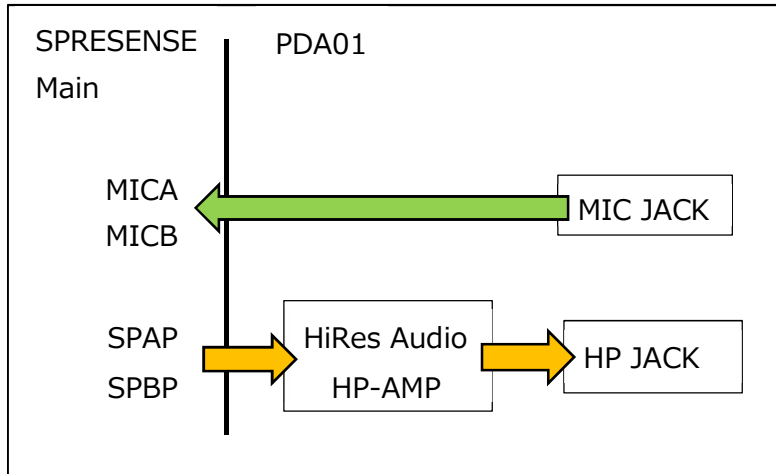 SPRESENSE
Main
PDA01
MICA
MICB
MIC JACK
SPAP
SPBP
HiRes Audio
HP-AMP
HP JACK